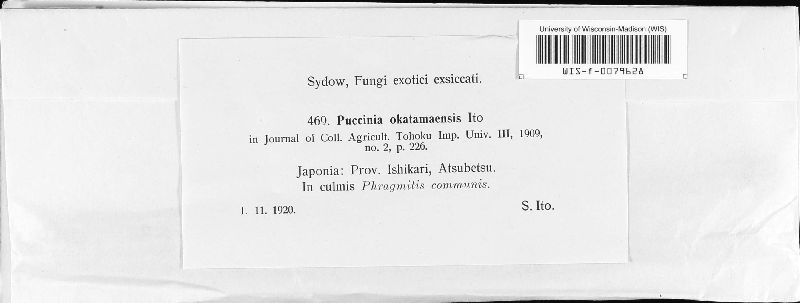 University of Wisconsin-Madison (WIS)
WIS-f-0079628
Sydow, Fungi exotici exsiccati.
469. Puccinia okatamaensis Ito
in Journal of Coll. Agricult. Tohoku Imp. Univ. III, 1909,
no. 2, p. 226.
Japonia: Prov. Ishikari, Atsubetsu.
In culmis Phragmitis communis.
1. 11. 1920.
S. Ito.